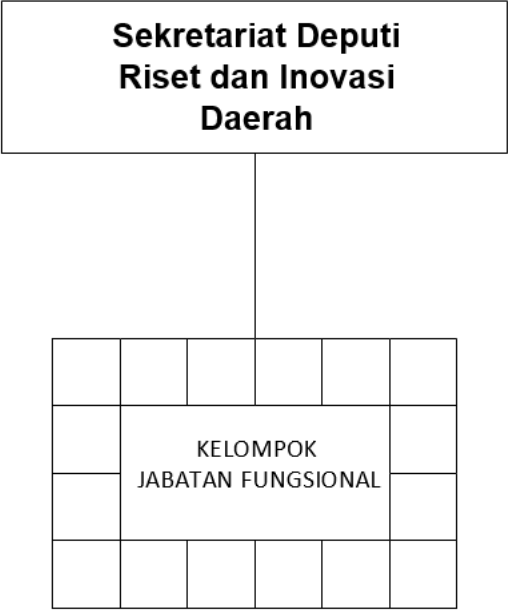 Sekretariat Deputi
Riset dan Inovasi
Daerah
KELOMPOK
JABATAN FUNGSIONAL